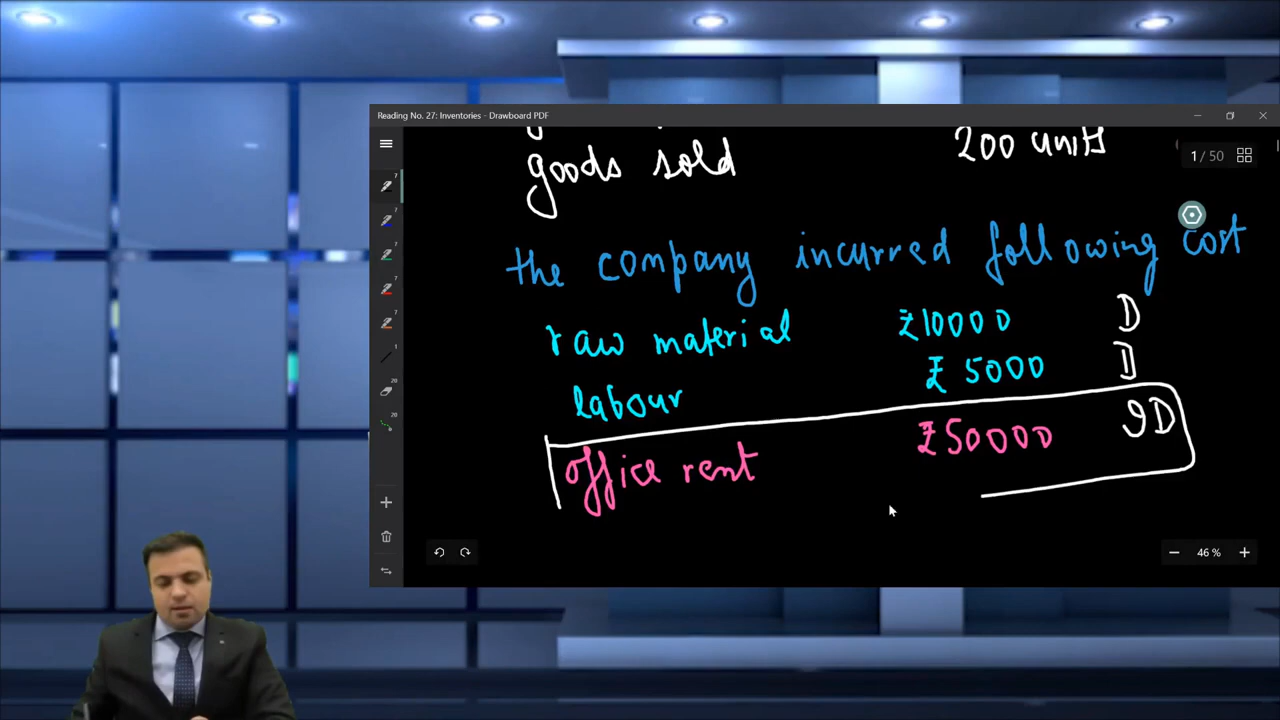 Reading No. 27: Inventories - Drawboard PDF
goods sold 200 units
1 / 50
the company incurred following cost
raw material ₹10000 D
labour ₹ 5000 D
office rent ₹50000 ID
46 %